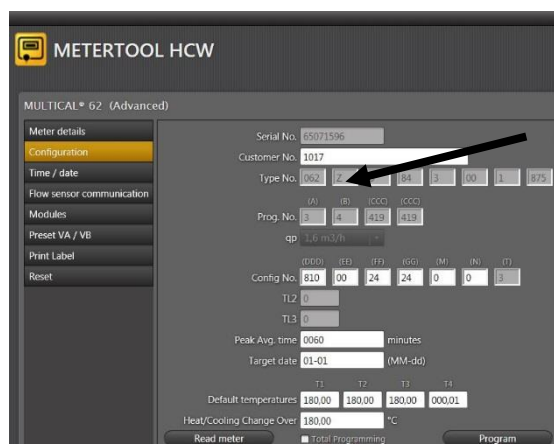 METERTOOL HCW
MULTICAL® 62 (Advanced)
Meter details
Configuration
Time / date
Flow sensor communication
Modules
Preset VA / VB
Print Label
Reset
Serial No. 65071596
Customer No. 1017
Type No. 062 Z 84 3 00 1 875
(A) (B) (CCC) (CCC)
Prog. No. 3 4 419 419
qp 1,6 m3/h
(DDD) (EE) (FF) (GG) (M) (N) (T)
Config No. 810 00 24 24 0 0 3
TL2 0
TL3 0
Peak Avg. time 0060 minutes
Target date 01-01 (MM-dd)
T1 T2 T3 T4
Default temperatures 180,00 180,00 180,00 000,01
Heat/Cooling Change Over 180,00 °C
Read meter Total Programming Program